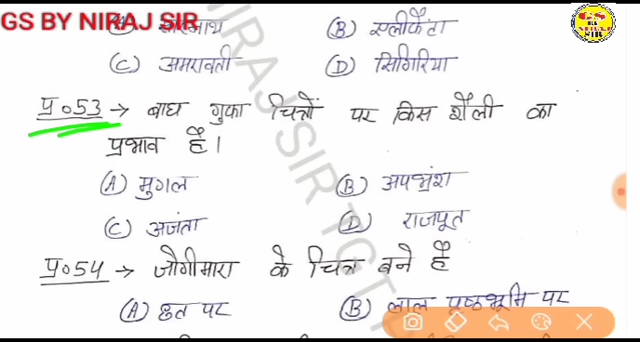 GS BY NIRAJ SIR
(B) एलीफैंटा
(C) अमरावती (D) सिगिरिया
प्र०53 → बाघ गुफा चित्रों पर किस शैली का
प्रभाव है।
(A) मुगल (B) अपभ्रंश
(C) अजंता (D) राजपूत
प्र०54 → जोगीमारा के चित्र बने हैं
(A) छत पर (B) लाल पृष्ठभूमि पर